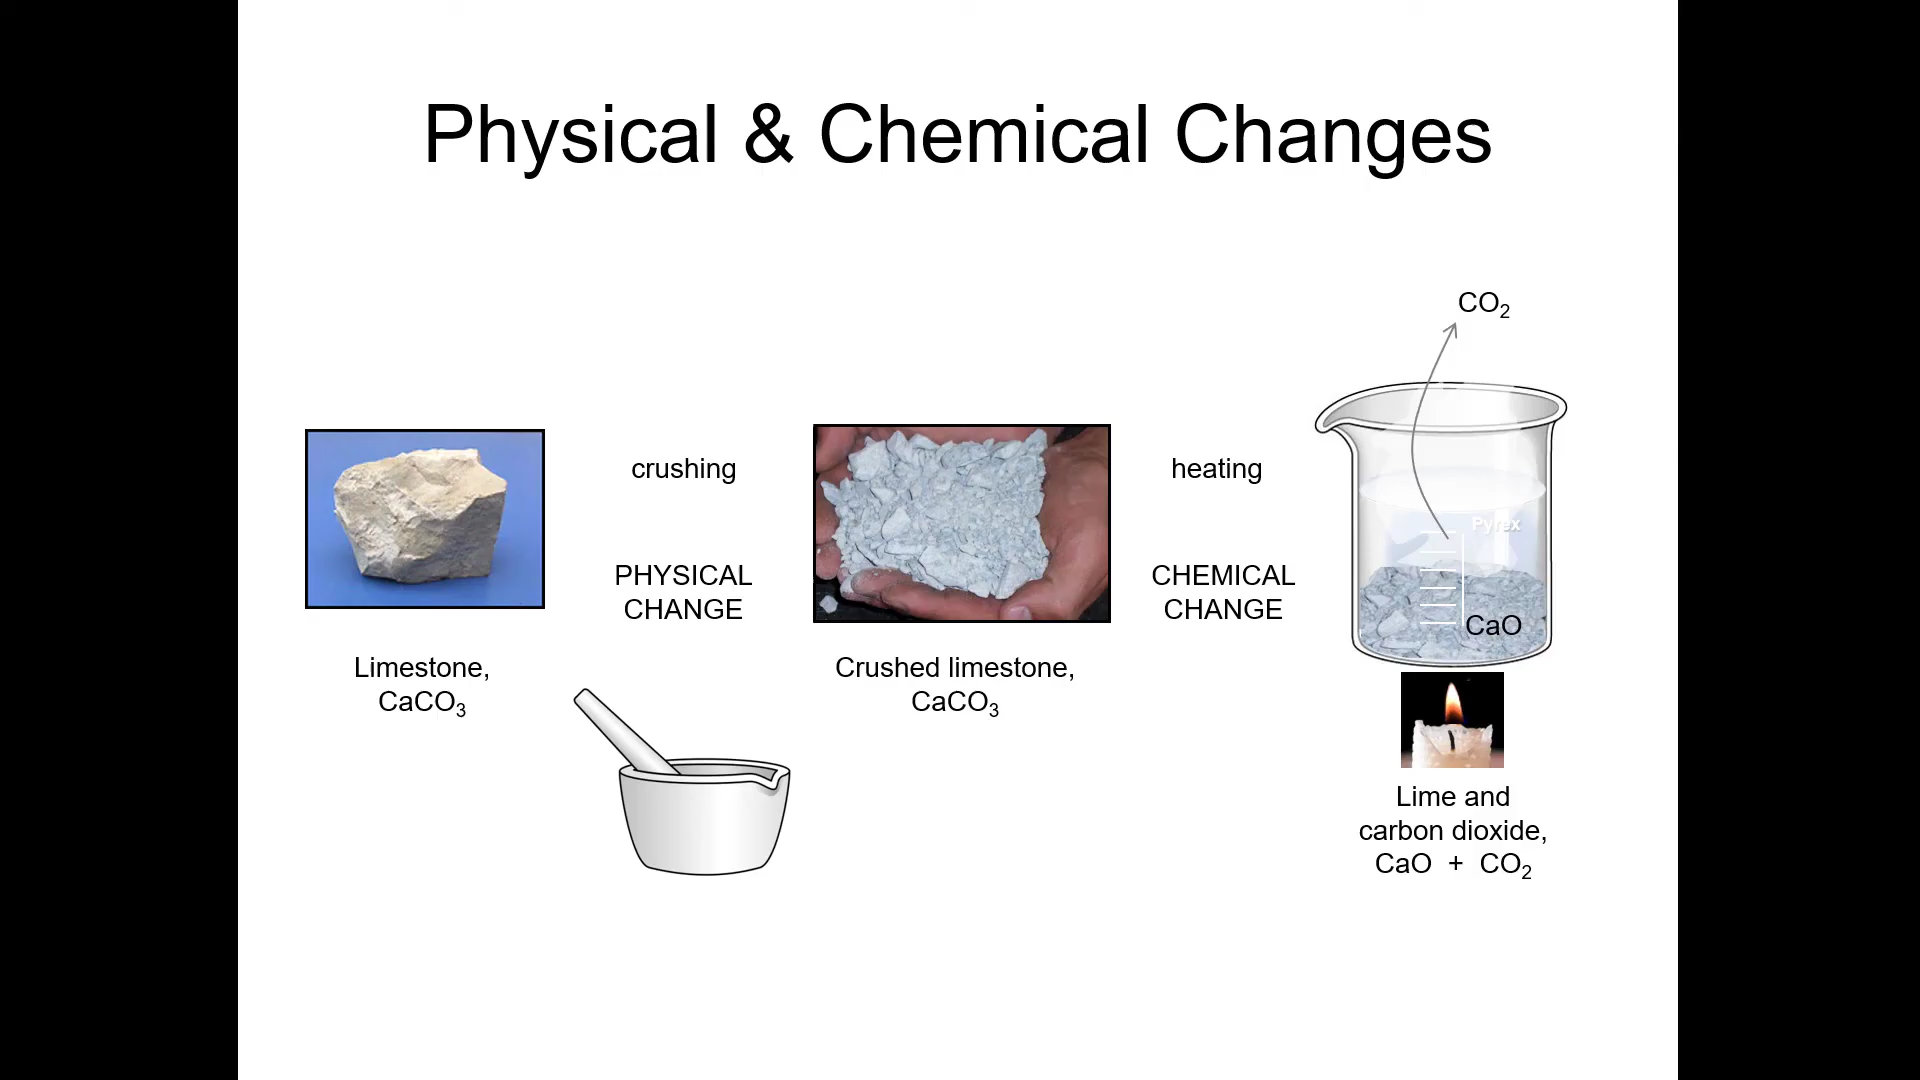 Physical & Chemical Changes
CO₂
crushing
heating
Pyrex
PHYSICAL
CHANGE
CHEMICAL
CHANGE
CaO
Limestone,
CaCO₃
Crushed limestone,
CaCO₃
Lime and
carbon dioxide,
CaO + CO₂